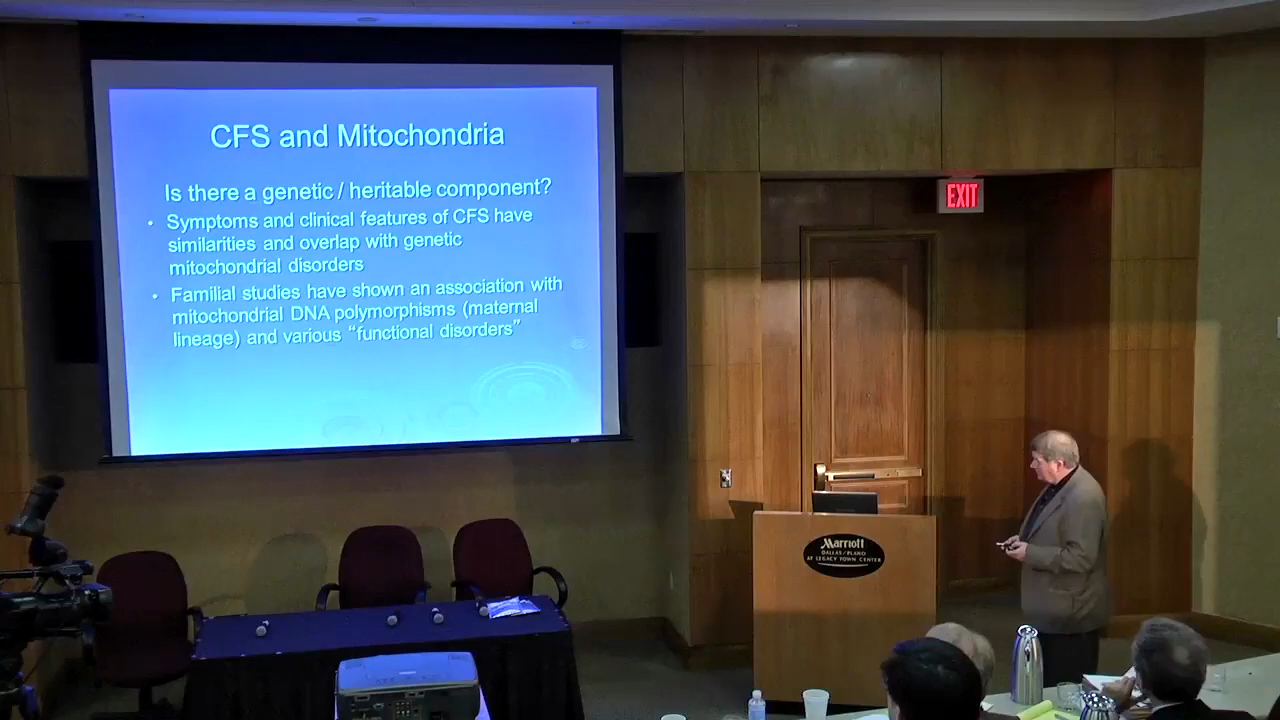 CFS and Mitochondria
Is there a genetic / heritable component?
• Symptoms and clinical features of CFS have
similarities and overlap with genetic
mitochondrial disorders
• Familial studies have shown an association with
mitochondrial DNA polymorphisms (maternal
lineage) and various “functional disorders”
EXIT
Marriott
DALLAS/PLANO
AT LEGACY TOWN CENTER